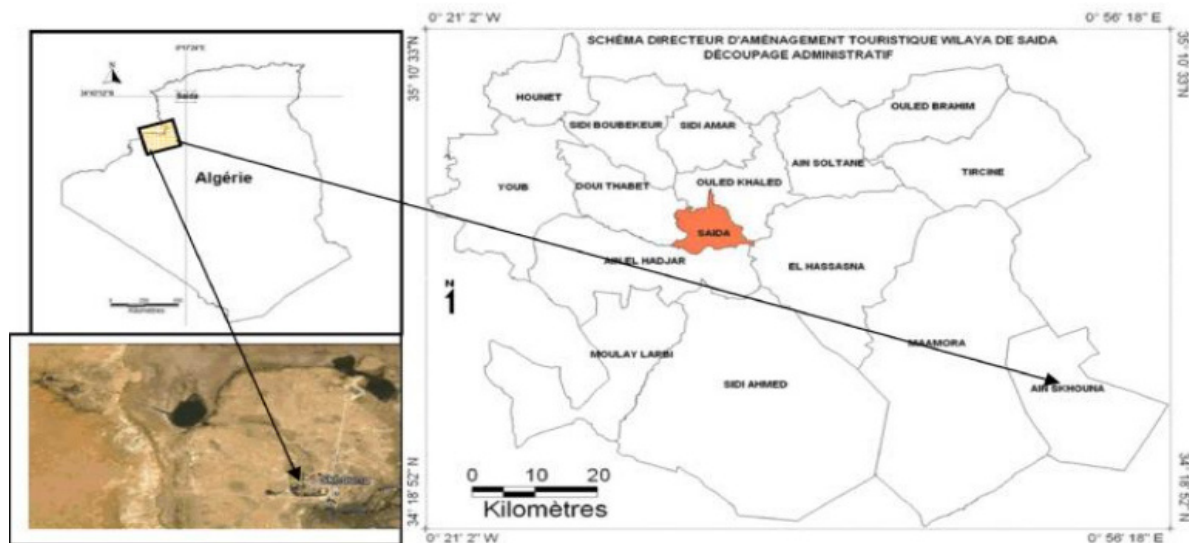 0° 21' 2" W
0° 56' 18" E
35° 10' 33"N
35° 10' 33"N
SCHÉMA DIRECTEUR D'AMÉNAGEMENT TOURISTIQUE WILAYA DE SAIDA
DÉCOUPAGE ADMINISTRATIF
N
Saida
Algérie
Kilomètres
HOUNET
SIDI BOUBEKEUR
SIDI AMAR
OULED BRAHIM
AIN SOLTANE
TIRCINE
YOUB
DOUI THABET
OULED KHALED
SAIDA
AIN EL HADJAR
EL HASSASNA
N
MAAMORA
MOULAY LARBI
SIDI AHMED
AIN SKHOUNA
0 10 20
Kilomètres
34° 18' 52"N
34° 18' 52"N
0° 21' 2" W
0° 56' 18" E